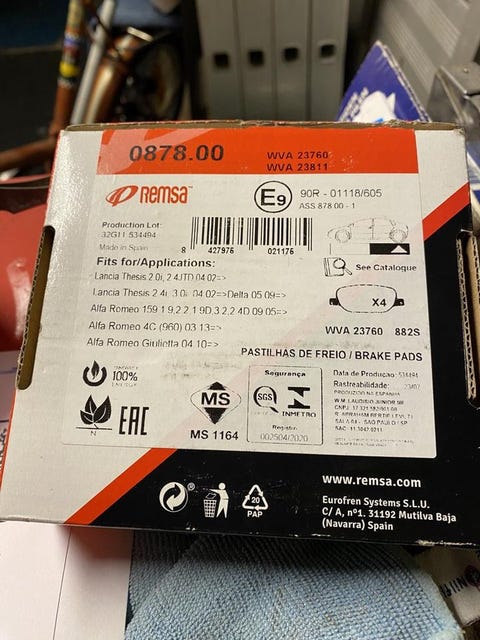 0878.00
WVA 23760
WVA 23811
REMSA
E9
90R - 01118/605
ASS 878 00 - 1
Production Lot:
32G11 534494
Made in Spain
8 427976 021176
See Catalogue
Fits for/Applications:
Lancia Thesis 2.0i, 2.4JTD 04 02=>
Lancia Thesis 2.4i 3.0i 04 02=>Delta 05 09=>
Alfa Romeo 159 1.9,2.2 1.9D,3.2,2.4D 09 05=>
Alfa Romeo 4C (960) 03 13=>
Alfa Romeo Giulietta 04 10=>
X4
WVA 23760 882S
PASTILHAS DE FREIO / BRAKE PADS
100%
N
EAC
MS
MS 1164
Segurança
SGS
INMETRO
Registro
002504/2020
Data de Produção: 534494
Rastreabilidade: 23/07
PRODUZIDO NA ESPANHA
20
PAP
www.remsa.com
Eurofren Systems S.L.U.
C/ A, nº1. 31192 Mutilva Baja
(Navarra) Spain